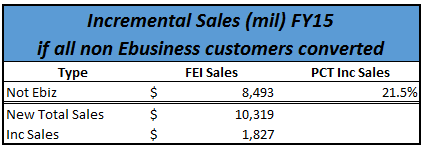 Incremental Sales (mil) FY15
if all non Ebusiness customers converted
Type FEI Sales PCT Inc Sales
Not Ebiz $ 8,493 21.5%
New Total Sales $ 10,319
Inc Sales $ 1,827